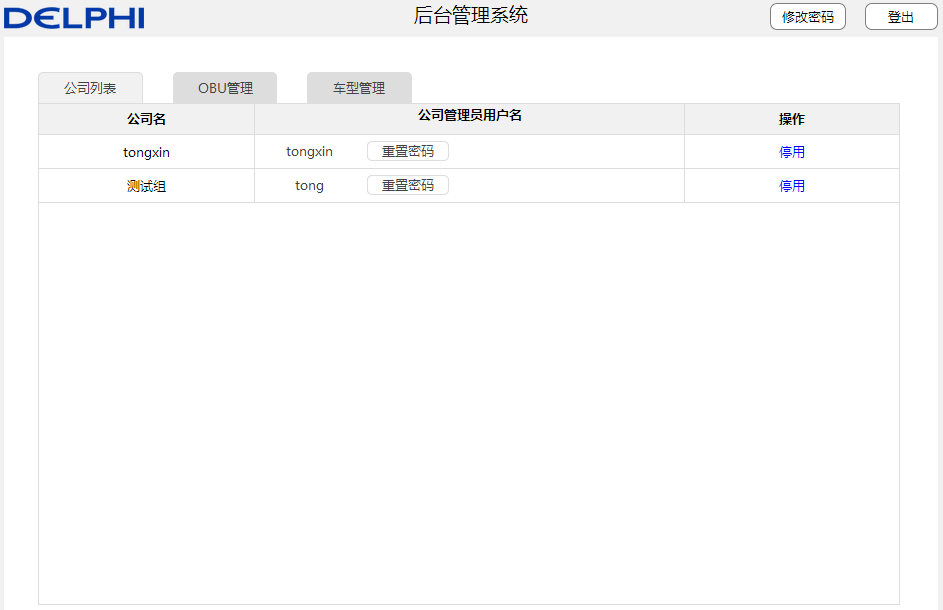 DELPHI 后台管理系统 修改密码 登出
公司列表 OBU管理 车型管理
公司名 公司管理员用户名 操作
tongxin tongxin 重置密码 停用
测试组 tong 重置密码 停用